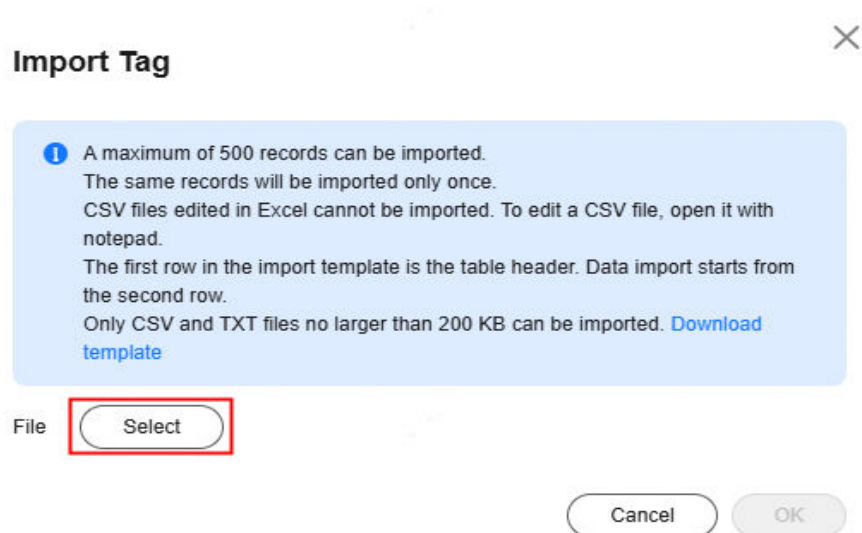 Import Tag
A maximum of 500 records can be imported.
The same records will be imported only once.
CSV files edited in Excel cannot be imported. To edit a CSV file, open it with
notepad.
The first row in the import template is the table header. Data import starts from
the second row.
Only CSV and TXT files no larger than 200 KB can be imported. Download
template
File Select
Cancel OK